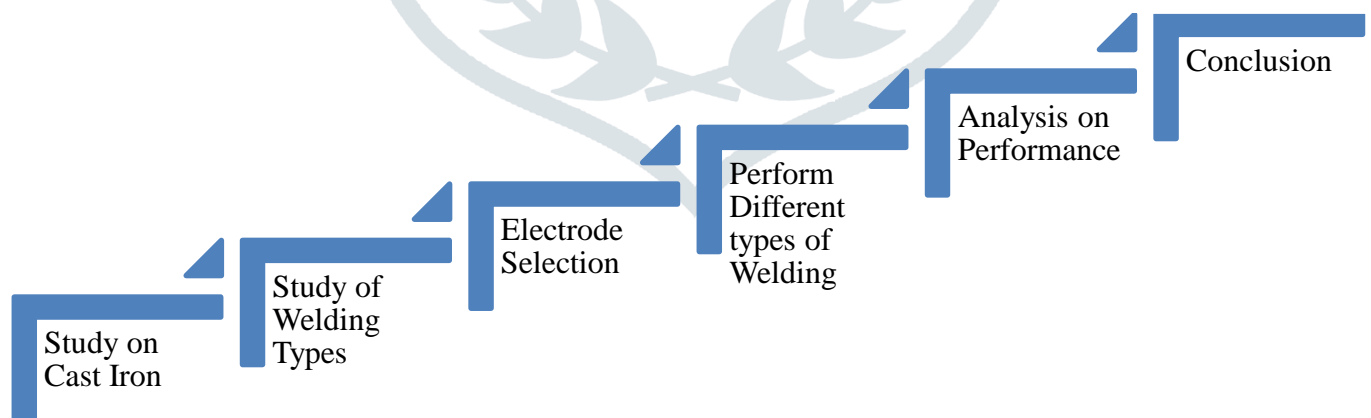 Study on
Cast Iron
Study of
Welding
Types
Electrode
Selection
Perform
Different
types of
Welding
Analysis on
Performance
Conclusion